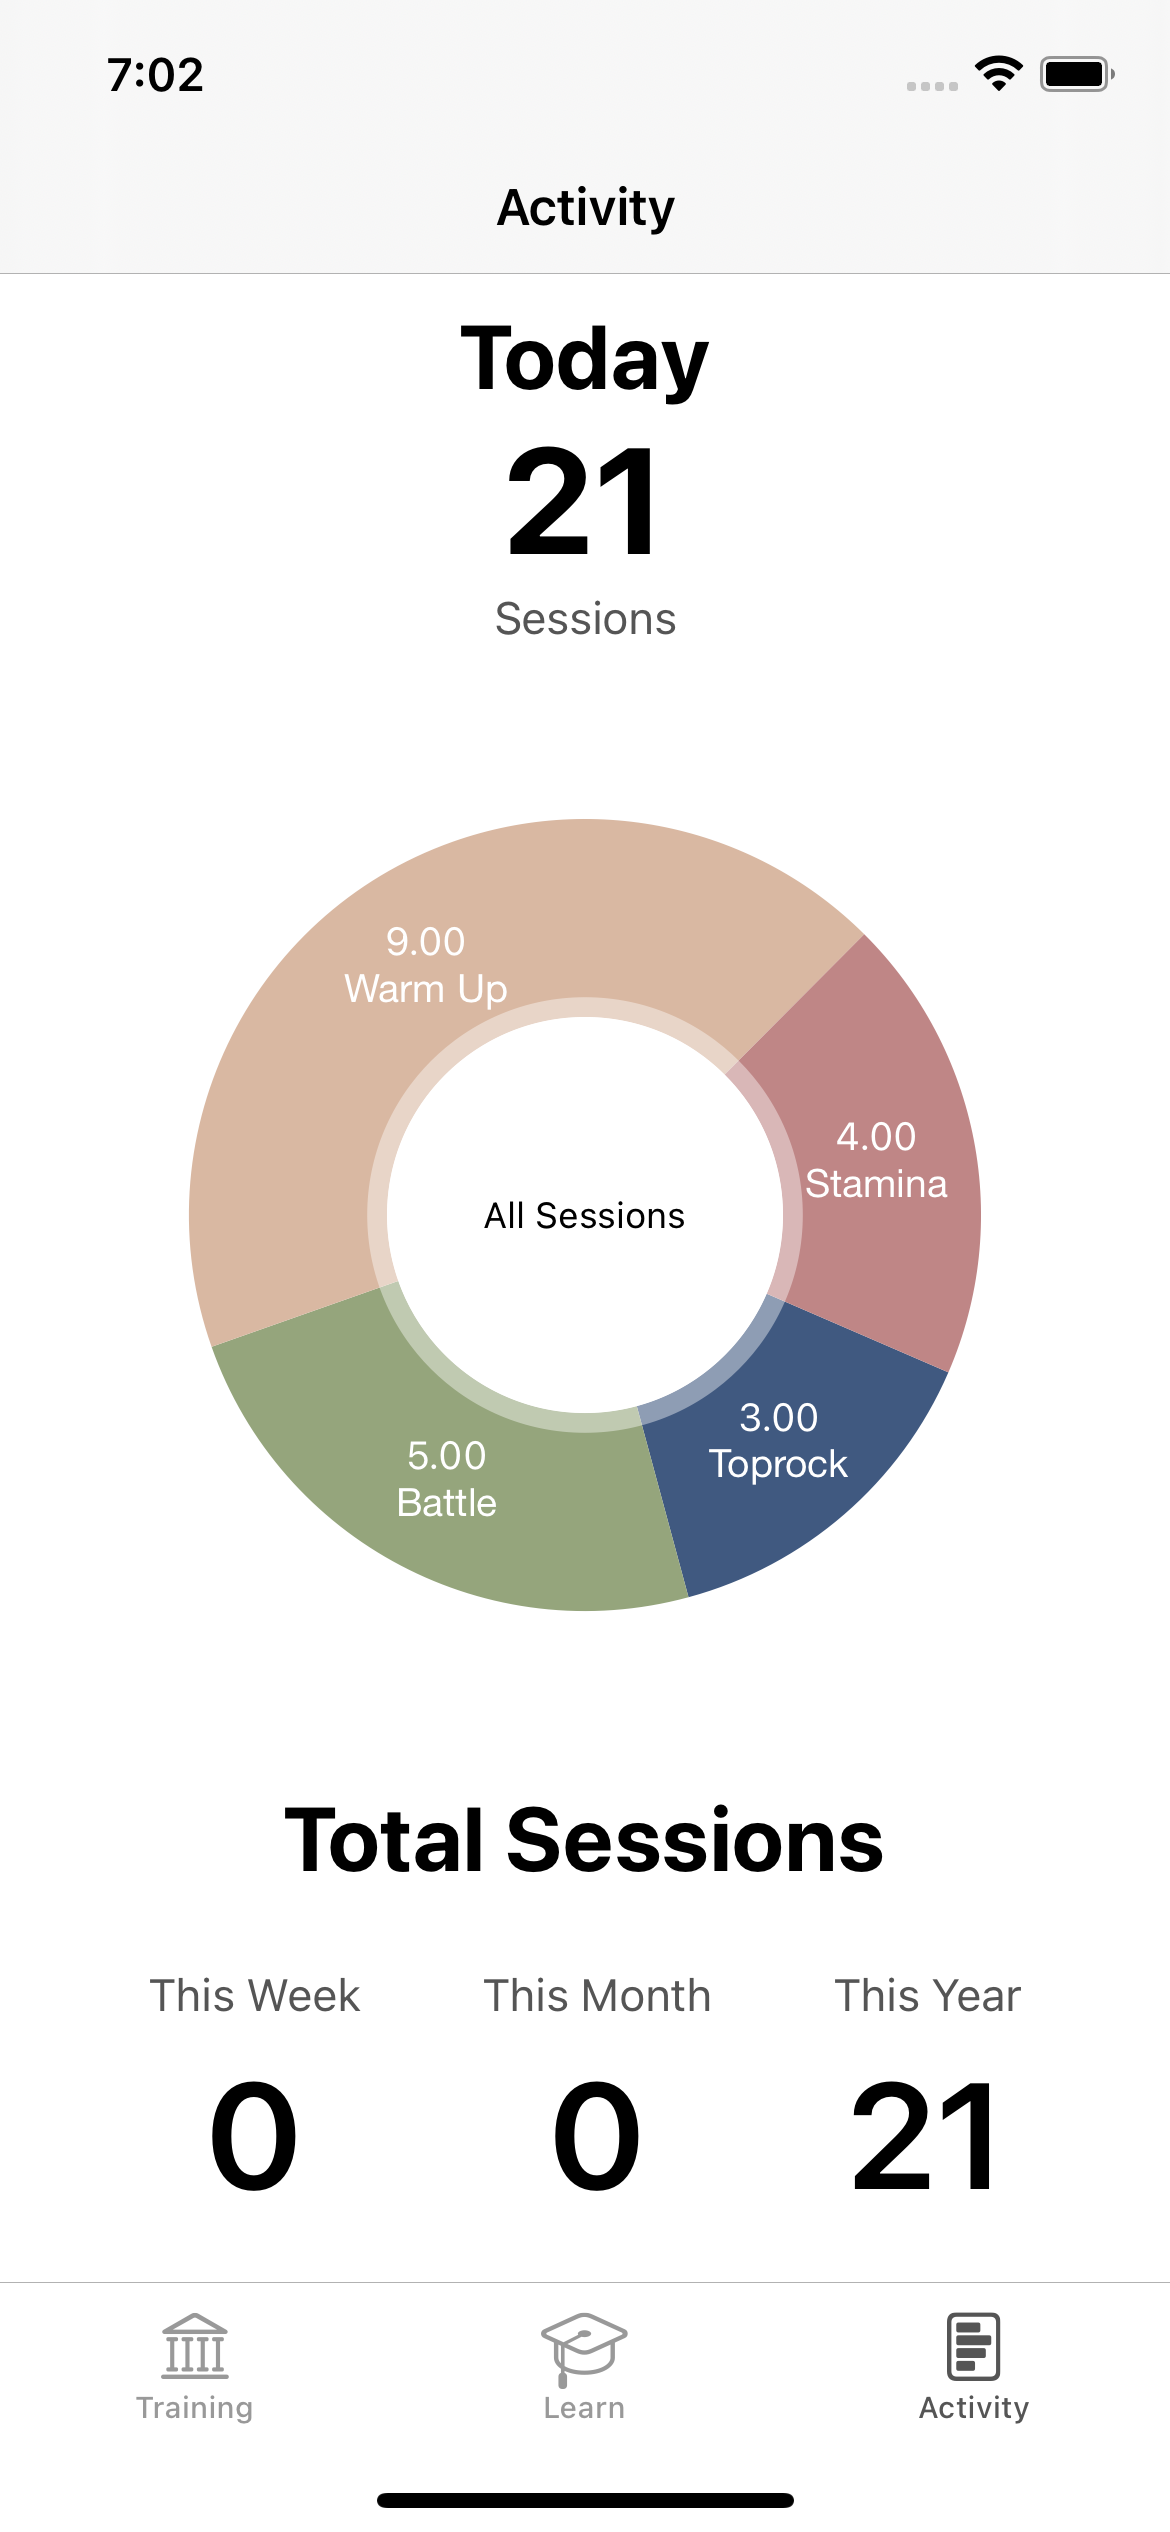 7:02
Activity
Today
21
Sessions
9.00
Warm Up
4.00
Stamina
All Sessions
3.00
Toprock
5.00
Battle
Total Sessions
This Week
This Month
This Year
0
0
21
Training
Learn
Activity